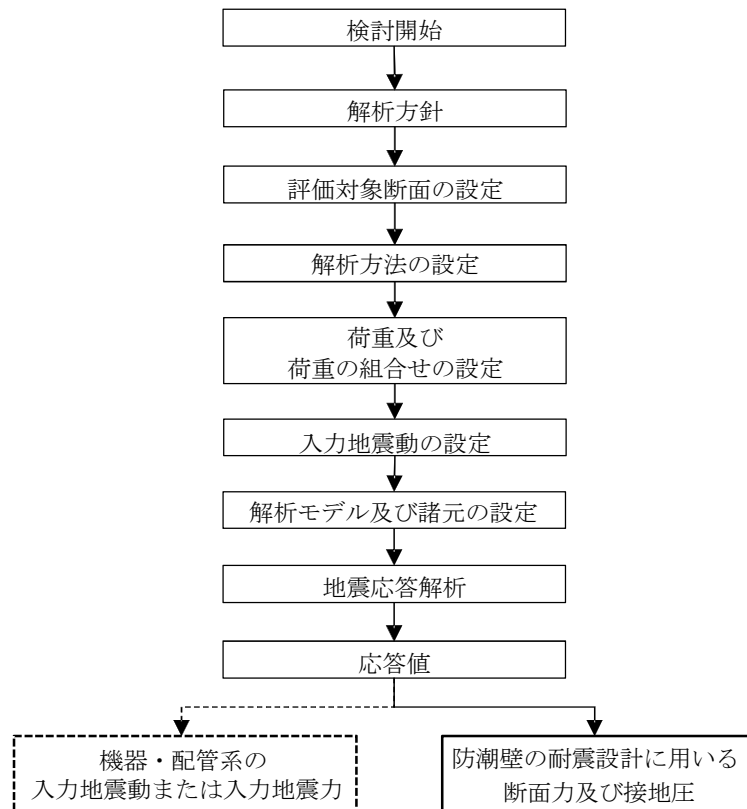 検討開始
解析方針
評価対象断面の設定
解析方法の設定
荷重及び
荷重の組合せの設定
入力地震動の設定
解析モデル及び諸元の設定
地震応答解析
応答値
機器・配管系の
入力地震動または入力地震力
防潮壁の耐震設計に用いる
断面力及び接地圧